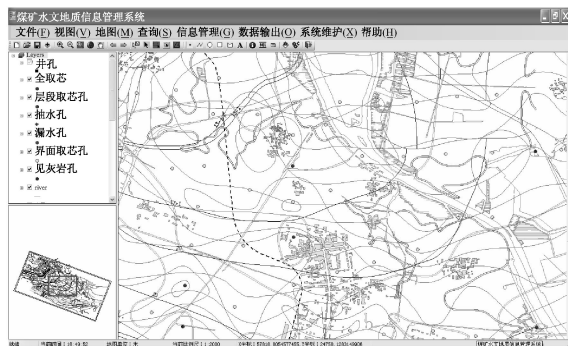 煤矿水文地质信息管理系统
文件(F) 视图(V) 地图(M) 查询(S) 信息管理(G) 数据输出(O) 系统维护(X) 帮助(H)
Layers
井孔
全取芯
层段取芯孔
抽水孔
漏水孔
界面取芯孔
见灰岩孔
river